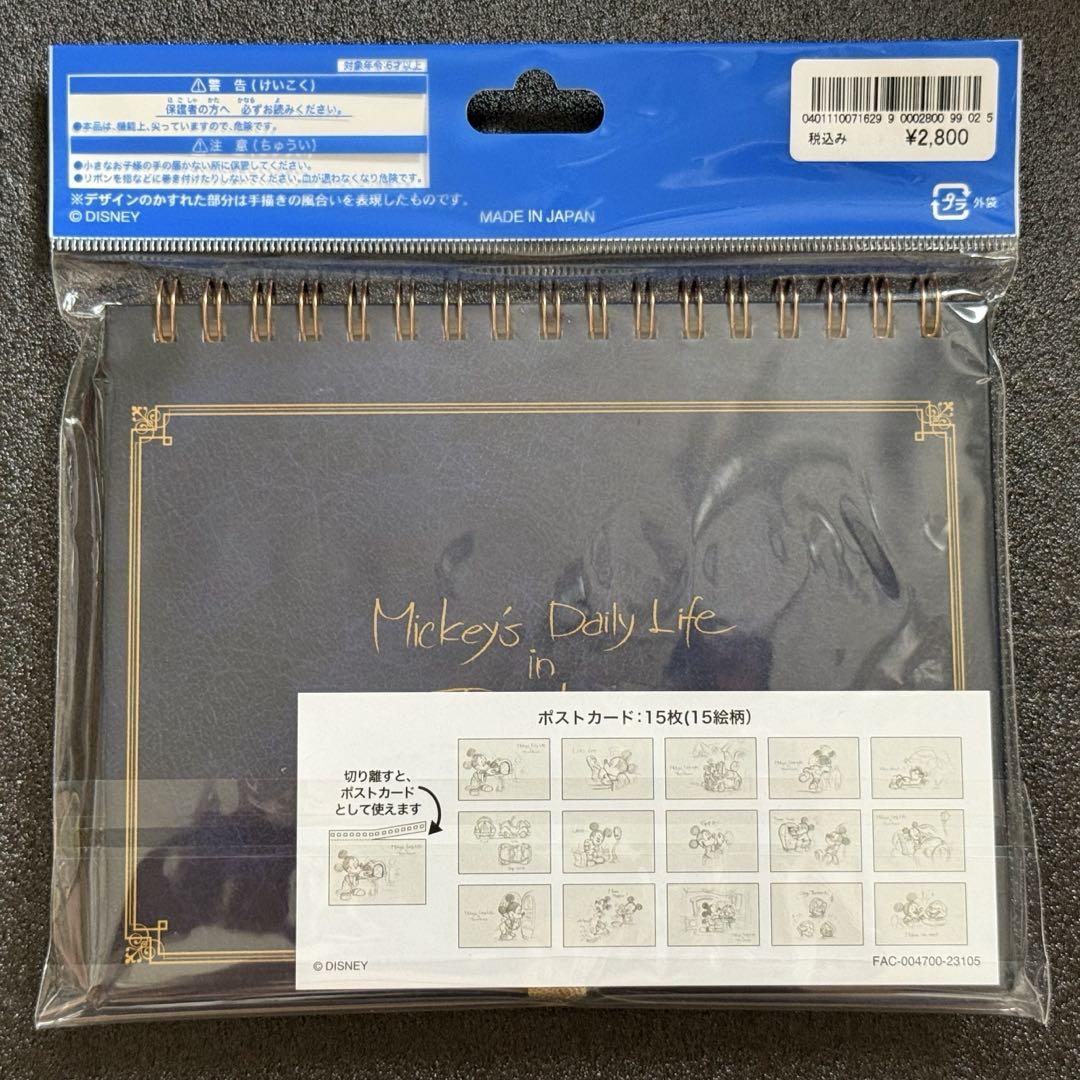 対象年令:6才以上
⚠警 告(けいこく)
保護者の方へ 必ずお読みください。
●本品は、機能上、尖っていますので、危険です。
⚠注 意(ちゅうい)
●小さなお子様の手の届かない所に保管してください。
●リボンを指などに巻き付けたりしないでください。血が通わなくなり危険です。
※デザインのかすれた部分は手描きの風合いを表現したものです。
© DISNEY
MADE IN JAPAN
0401110071629 9 0002800 99 02 5
税込み ¥2,800
プラ 外袋
Mickey's Daily Life
in
ポストカード:15枚(15絵柄)
切り離すと、
ポストカード
として使えます
© DISNEY
FAC-004700-23105